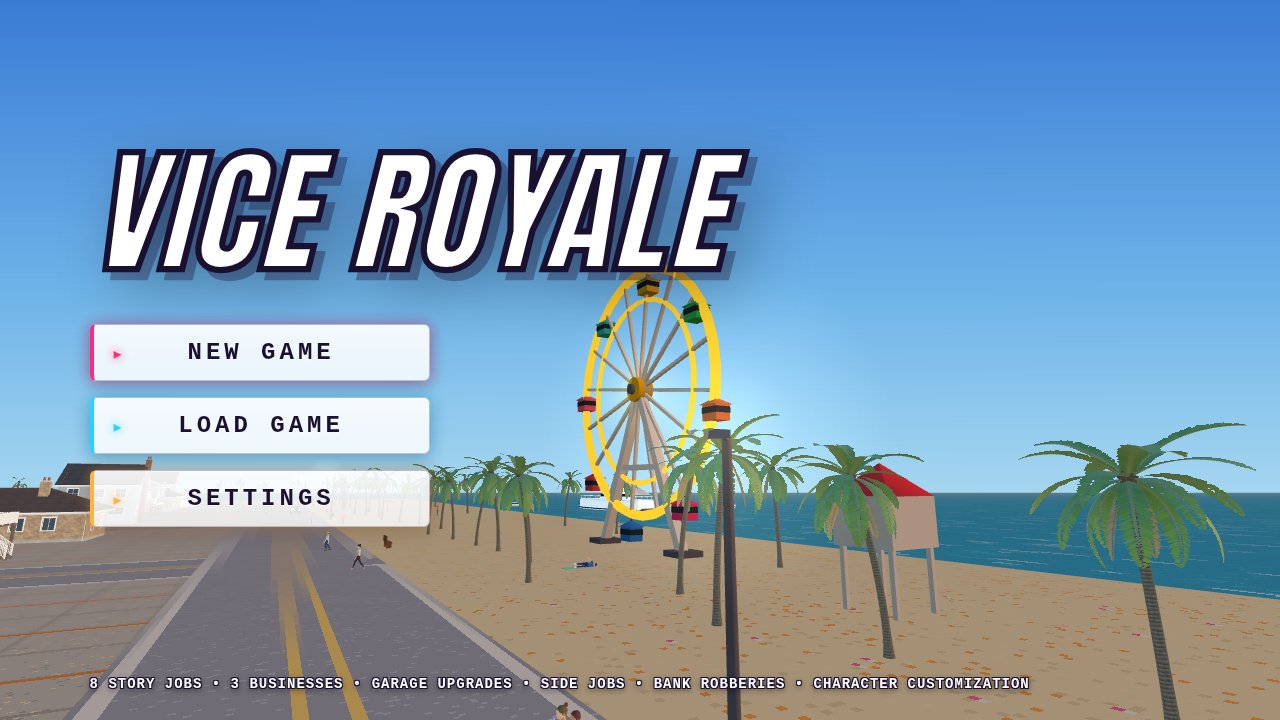 VICE ROYALE
NEW GAME
LOAD GAME
SETTINGS
8 STORY JOBS • 3 BUSINESSES • GARAGE UPGRADES • SIDE JOBS • BANK ROBBERIES • CHARACTER CUSTOMIZATION